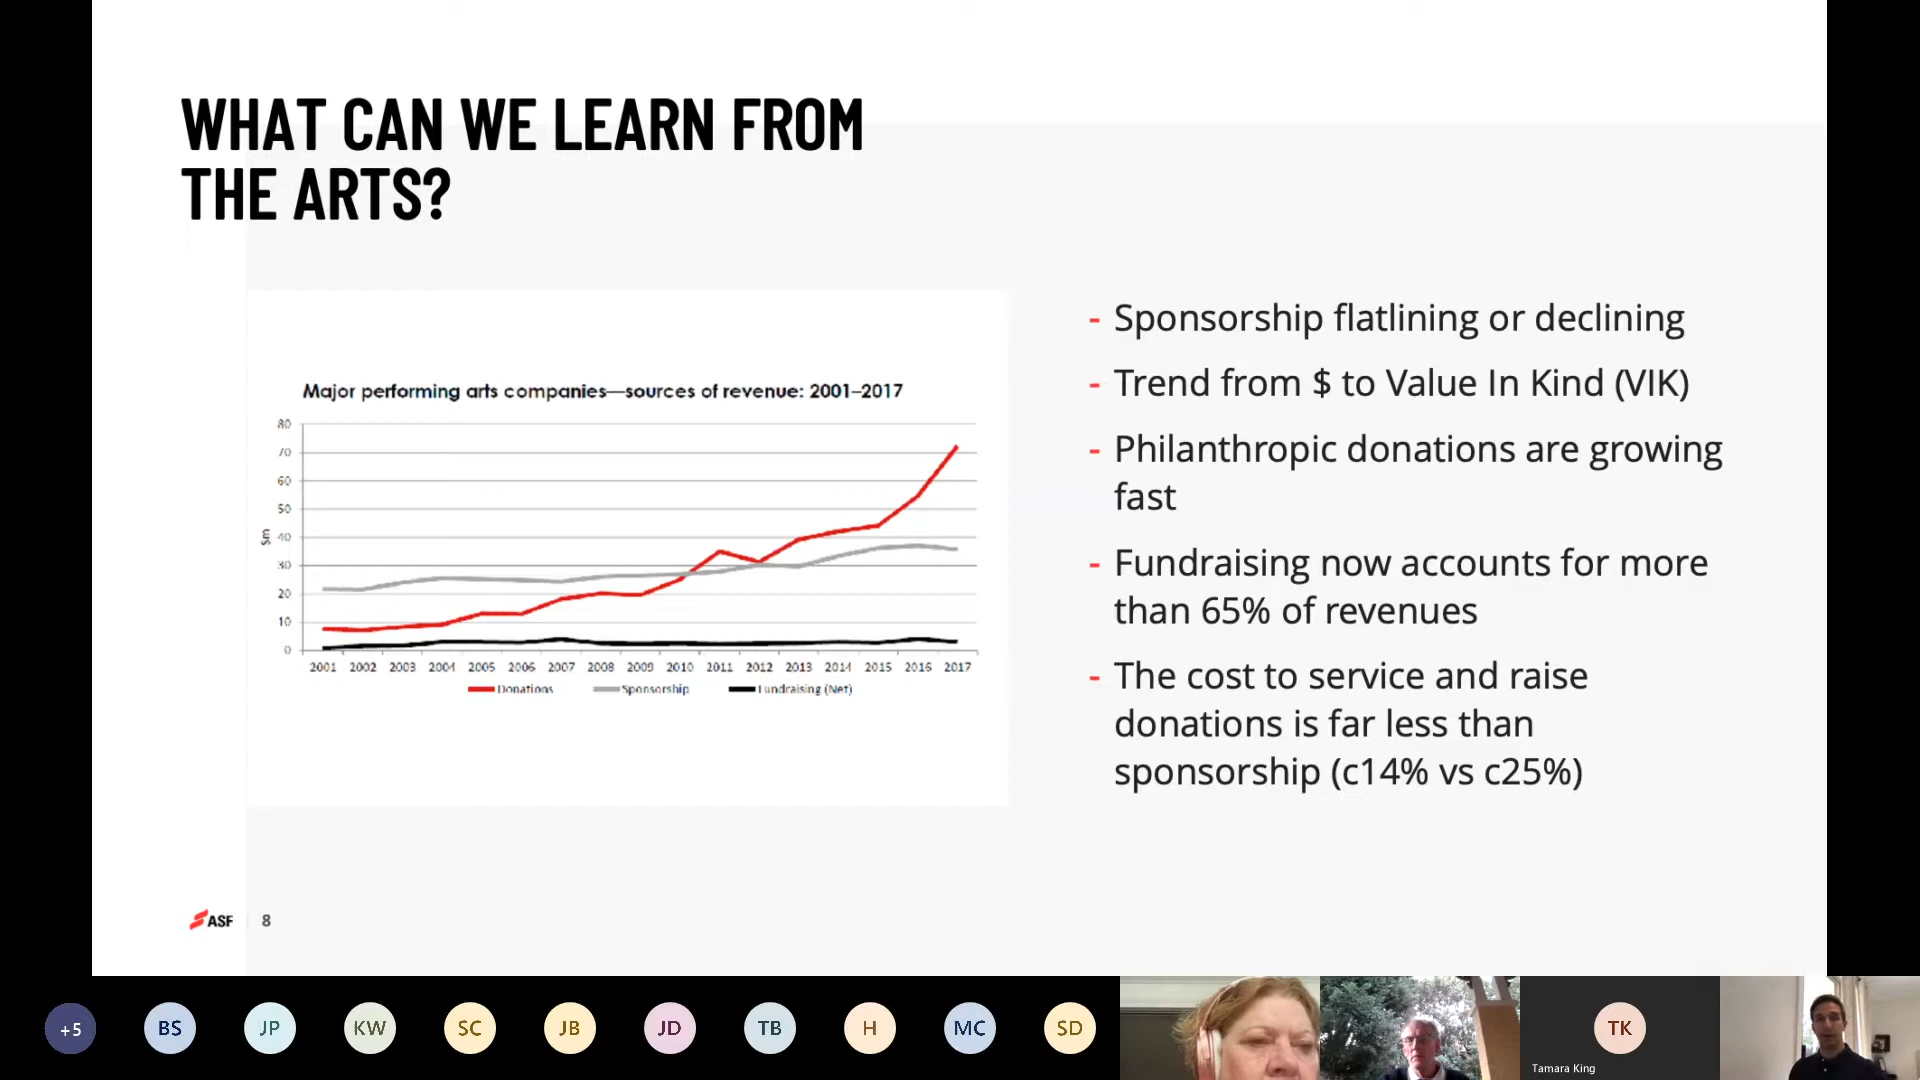 WHAT CAN WE LEARN FROM
THE ARTS?
Major performing arts companies—sources of revenue: 2001–2017
80
70
60
50
40
30
20
10
0
$m
2001 2002 2003 2004 2005 2006 2007 2008 2009 2010 2011 2012 2013 2014 2015 2016 2017
Donations Sponsorship Fundraising (Net)
- Sponsorship flatlining or declining
- Trend from $ to Value In Kind (VIK)
- Philanthropic donations are growing
fast
- Fundraising now accounts for more
than 65% of revenues
- The cost to service and raise
donations is far less than
sponsorship (c14% vs c25%)
ASF 8
+5 BS JP KW SC JB JD TB H MC SD TK
Tamara King